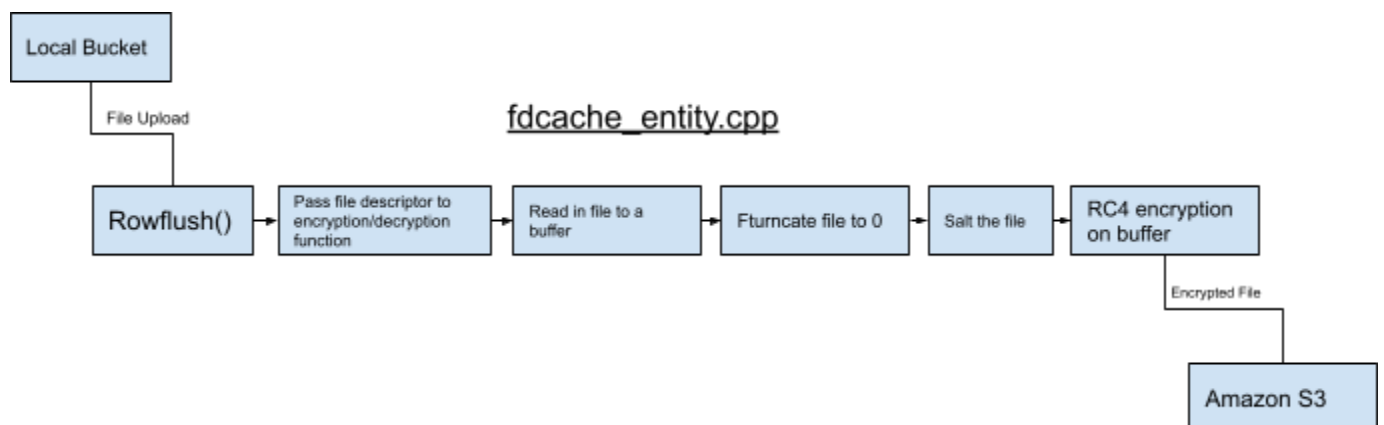 Local Bucket
File Upload
fdcache_entity.cpp
Rowflush()
Pass file descriptor to
encryption/decryption
function
Read in file to a
buffer
Fturncate file to 0
Salt the file
RC4 encryption
on buffer
Encrypted File
Amazon S3